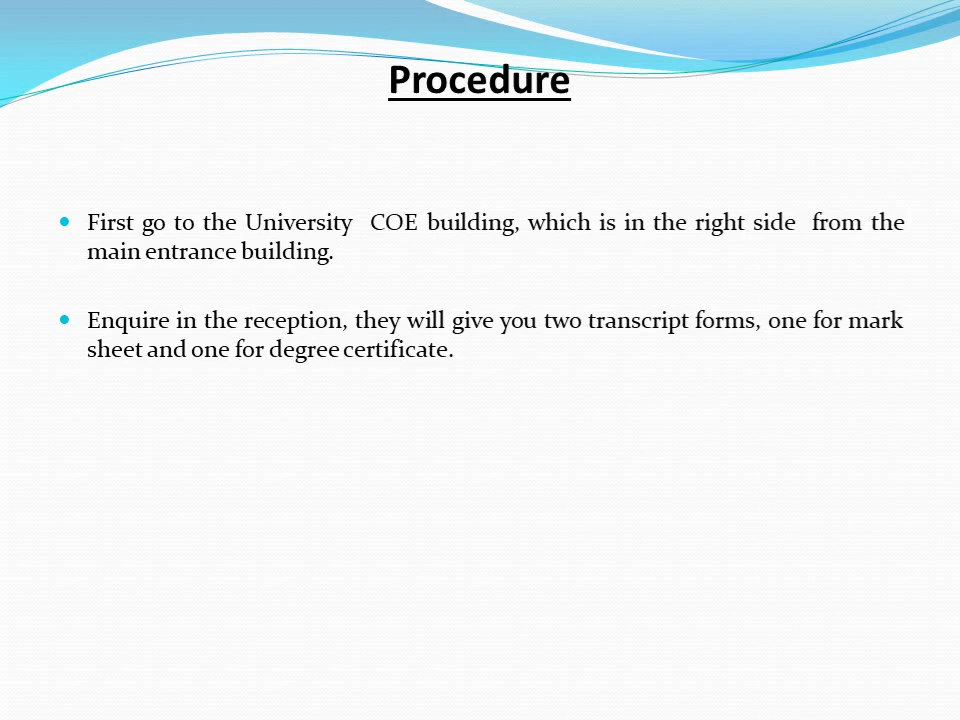 Procedure
First go to the University COE building, which is in the right side from the
main entrance building.
Enquire in the reception, they will give you two transcript forms, one for mark
sheet and one for degree certificate.